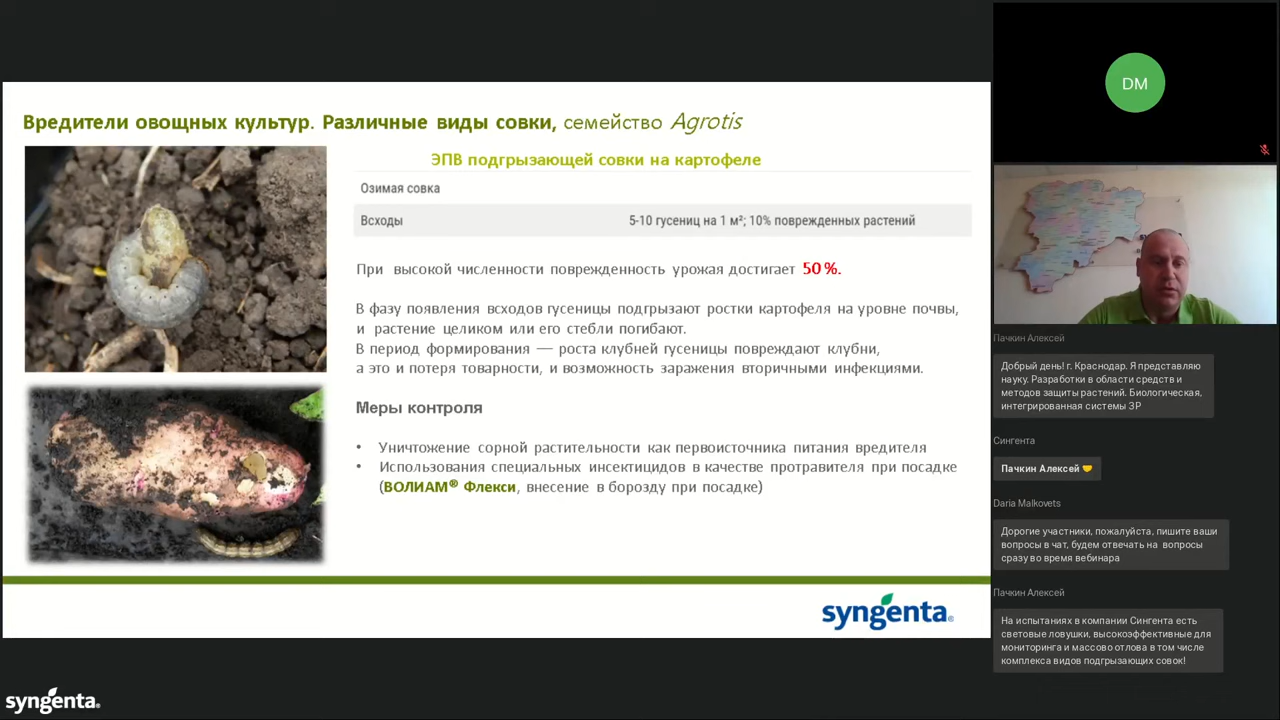 Вредители овощных культур. Различные виды совки, семейство Agrotis
ЭПВ подгрызающей совки на картофеле
Озимая совка
Всходы 5-10 гусениц на 1 м²; 10% поврежденных растений
При высокой численности поврежденность урожая достигает 50 %.
В фазу появления всходов гусеницы подгрызают ростки картофеля на уровне почвы,
и растение целиком или его стебли погибают.
В период формирования — роста клубней гусеницы повреждают клубни,
а это и потеря товарности, и возможность заражения вторичными инфекциями.
Меры контроля
• Уничтожение сорной растительности как первоисточника питания вредителя
• Использования специальных инсектицидов в качестве протравителя при посадке
(ВОЛИАМ® Флекси, внесение в борозду при посадке)
syngenta®
syngenta®
DM
Пачкин Алексей
Добрый день! г. Краснодар. Я представляю
науку. Разработки в области средств и
методов защиты растений. Биологическая,
интегрированная системы ЗР
Сингента
Пачкин Алексей 🤝
Daria Malkovets
Дорогие участники, пожалуйста, пишите ваши
вопросы в чат, будем отвечать на вопросы
сразу во время вебинара
Пачкин Алексей
На испытаниях в компании Сингента есть
световые ловушки, высокоэффективные для
мониторинга и массово отлова в том числе
комплекса видов подгрызающих совок!